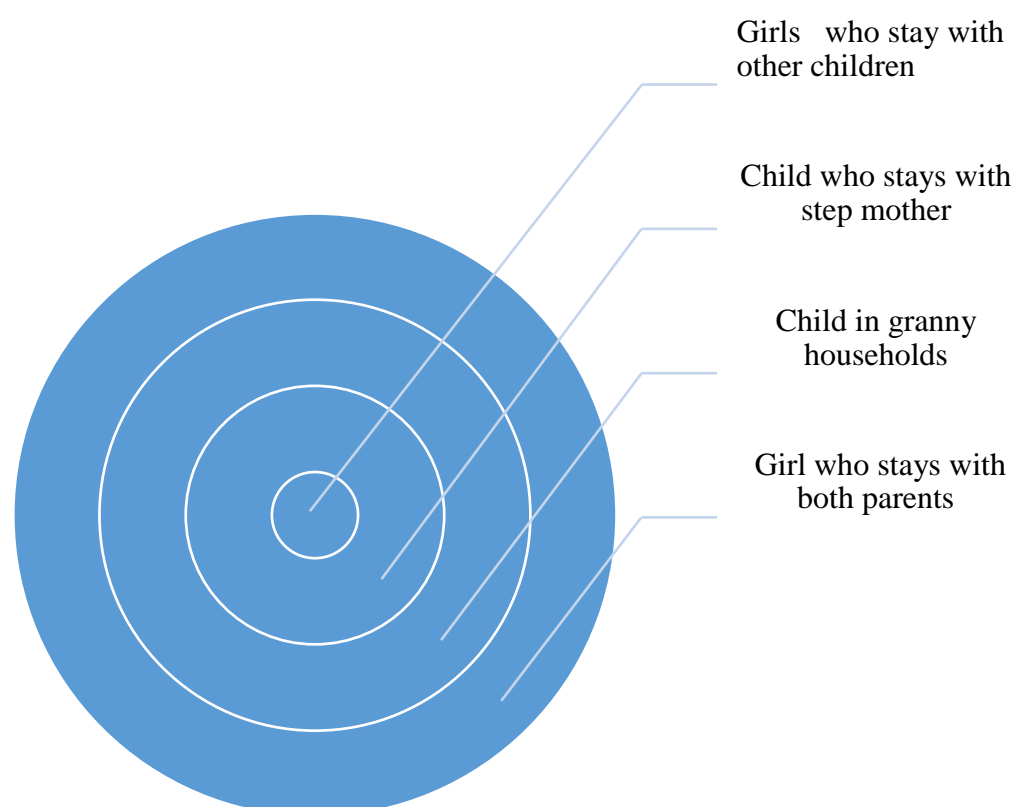 Girls who stay with
other children
Child who stays with
step mother
Child in granny
households
Girl who stays with
both parents